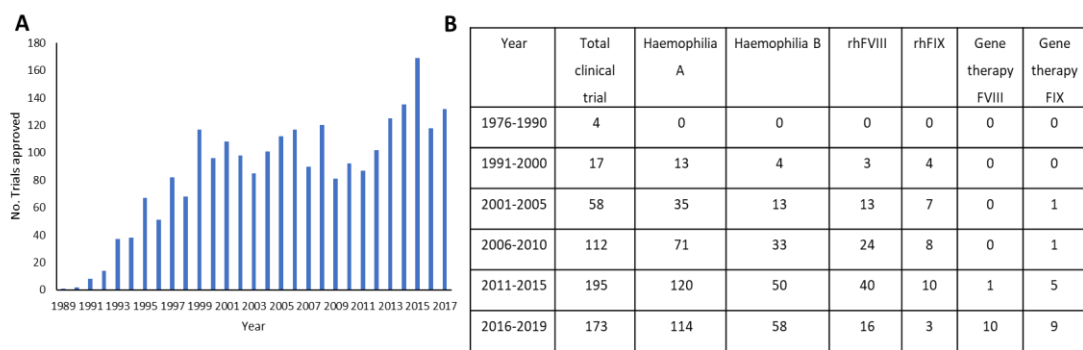 A
No. Trials approved
180
160
140
120
100
80
60
40
20
0
1989 1991 1993 1995 1997 1999 2001 2003 2005 2007 2009 2011 2013 2015 2017
Year
B
Year Total clinical trial Haemophilia A Haemophilia B rhFVIII rhFIX Gene therapy FVIII Gene therapy FIX
1976-1990 4 0 0 0 0 0 0
1991-2000 17 13 4 3 4 0 0
2001-2005 58 35 13 13 7 0 1
2006-2010 112 71 33 24 8 0 1
2011-2015 195 120 50 40 10 1 5
2016-2019 173 114 58 16 3 10 9